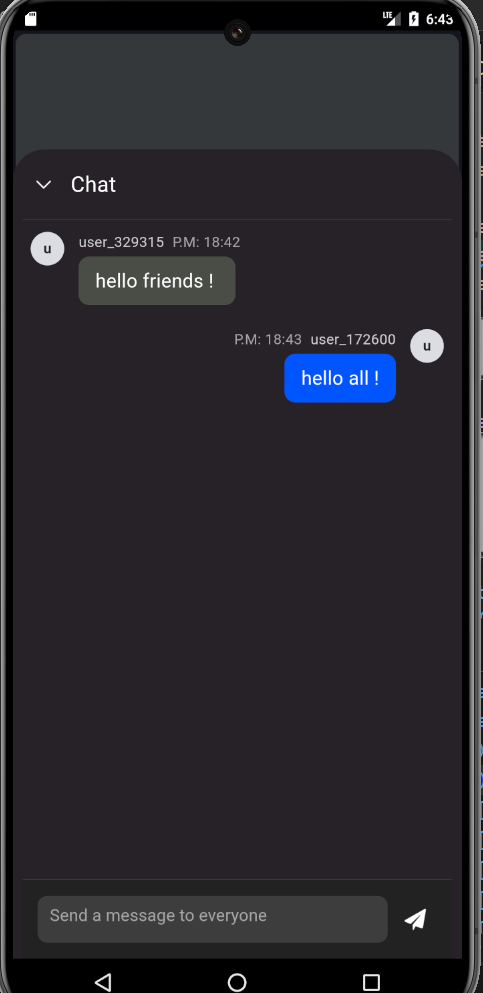 LTE 6:43
Chat
u user_329315 P.M: 18:42
hello friends !
P.M: 18:43 user_172600 u
hello all !
Send a message to everyone